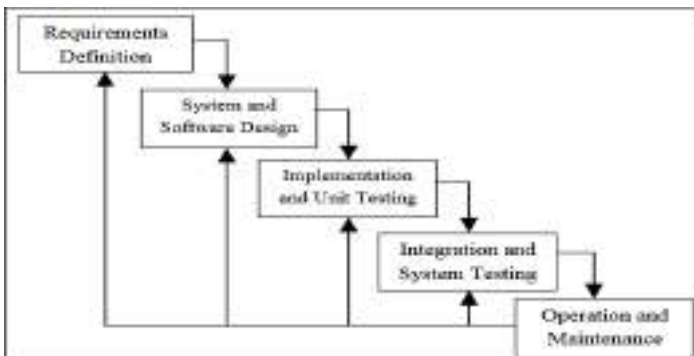 Requirements
Definition
System and
Software Design
Implementation
and Unit Testing
Integration and
System Testing
Operation and
Maintenance